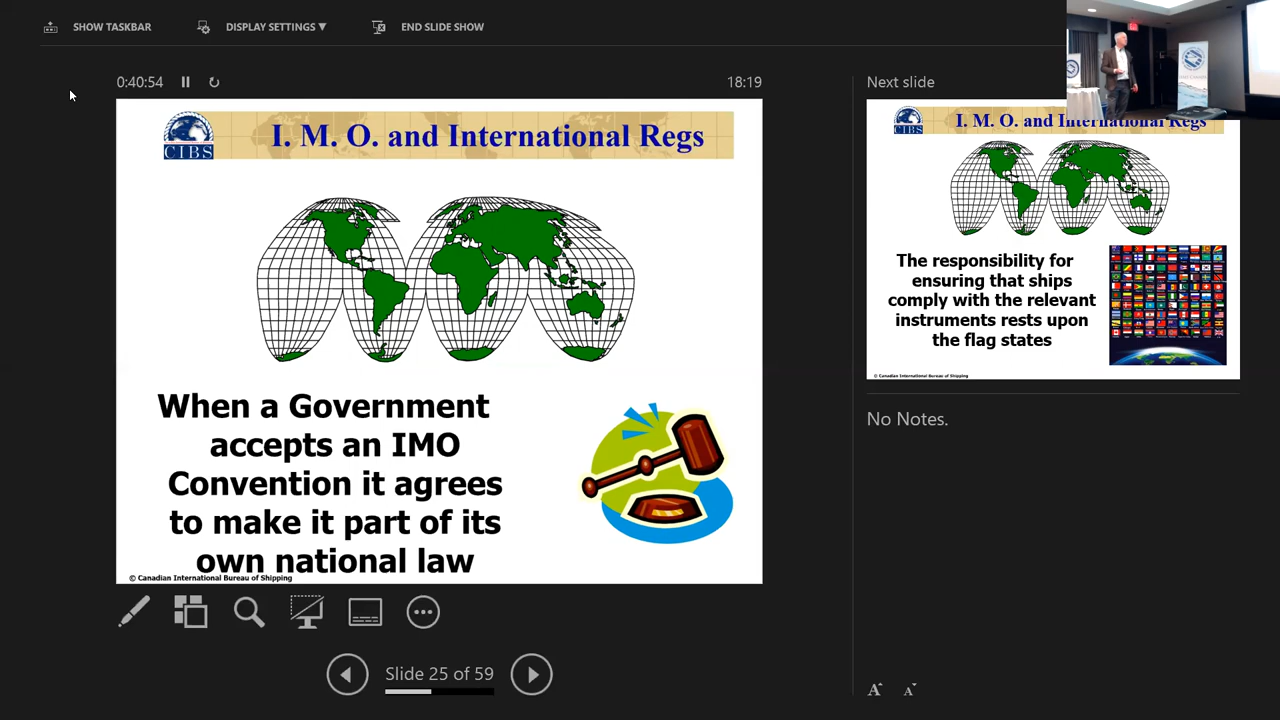 SHOW TASKBAR
DISPLAY SETTINGS ▼
END SLIDE SHOW
0:40:54
18:19
CIBS
I. M. O. and International Regs
When a Government
accepts an IMO
Convention it agrees
to make it part of its
own national law
© Canadian International Bureau of Shipping
Slide 25 of 59
Next slide
CIBS
I. M. O. and International Regs
The responsibility for
ensuring that ships
comply with the relevant
instruments rests upon
the flag states
© Canadian International Bureau of Shipping
No Notes.
A A